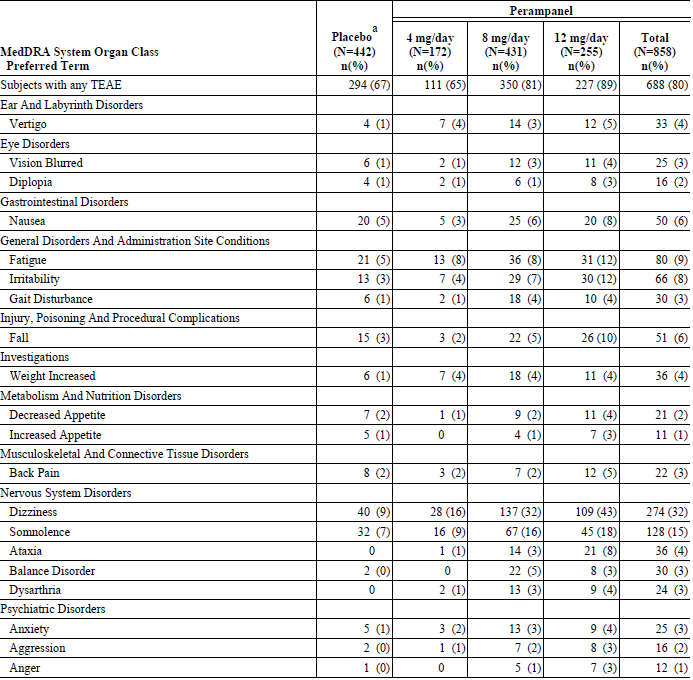 Perampanel
Placebo a 4 mg/day 8 mg/day 12 mg/day Total
MedDRA System Organ Class (N=442) (N=172) (N=431) (N=255) (N=858)
Preferred Term n(%) n(%) n(%) n(%) n(%)
Subjects with any TEAE 294 (67) 111 (65) 350 (81) 227 (89) 688 (80)
Ear And Labyrinth Disorders
Vertigo 4 (1) 7 (4) 14 (3) 12 (5) 33 (4)
Eye Disorders
Vision Blurred 6 (1) 2 (1) 12 (3) 11 (4) 25 (3)
Diplopia 4 (1) 2 (1) 6 (1) 8 (3) 16 (2)
Gastrointestinal Disorders
Nausea 20 (5) 5 (3) 25 (6) 20 (8) 50 (6)
General Disorders And Administration Site Conditions
Fatigue 21 (5) 13 (8) 36 (8) 31 (12) 80 (9)
Irritability 13 (3) 7 (4) 29 (7) 30 (12) 66 (8)
Gait Disturbance 6 (1) 2 (1) 18 (4) 10 (4) 30 (3)
Injury, Poisoning And Procedural Complications
Fall 15 (3) 3 (2) 22 (5) 26 (10) 51 (6)
Investigations
Weight Increased 6 (1) 7 (4) 18 (4) 11 (4) 36 (4)
Metabolism And Nutrition Disorders
Decreased Appetite 7 (2) 1 (1) 9 (2) 11 (4) 21 (2)
Increased Appetite 5 (1) 0 4 (1) 7 (3) 11 (1)
Musculoskeletal And Connective Tissue Disorders
Back Pain 8 (2) 3 (2) 7 (2) 12 (5) 22 (3)
Nervous System Disorders
Dizziness 40 (9) 28 (16) 137 (32) 109 (43) 274 (32)
Somnolence 32 (7) 16 (9) 67 (16) 45 (18) 128 (15)
Ataxia 0 1 (1) 14 (3) 21 (8) 36 (4)
Balance Disorder 2 (0) 0 22 (5) 8 (3) 30 (3)
Dysarthria 0 2 (1) 13 (3) 9 (4) 24 (3)
Psychiatric Disorders
Anxiety 5 (1) 3 (2) 13 (3) 9 (4) 25 (3)
Aggression 2 (0) 1 (1) 7 (2) 8 (3) 16 (2)
Anger 1 (0) 0 5 (1) 7 (3) 12 (1)